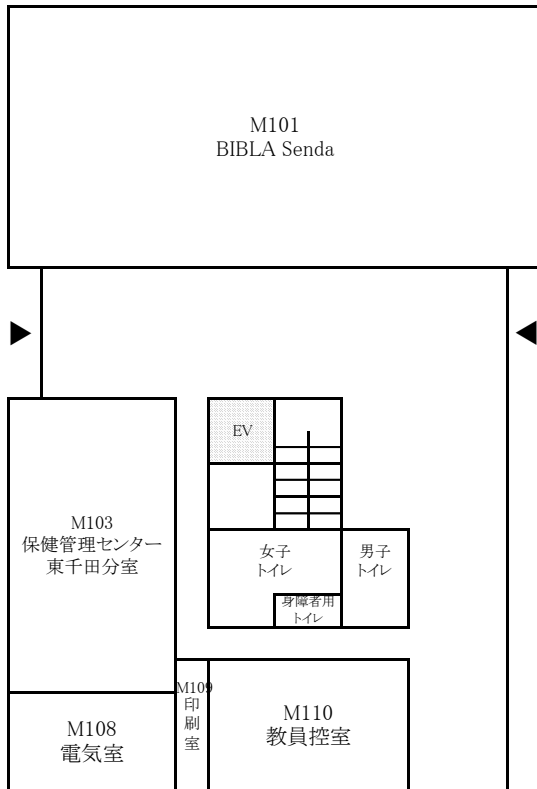 M101
BIBLA Senda
EV
M103
保健管理センター
東千田分室
女子
トイレ
男子
トイレ
身障者用
トイレ
M109
印
刷
室
M108
電気室
M110
教員控室